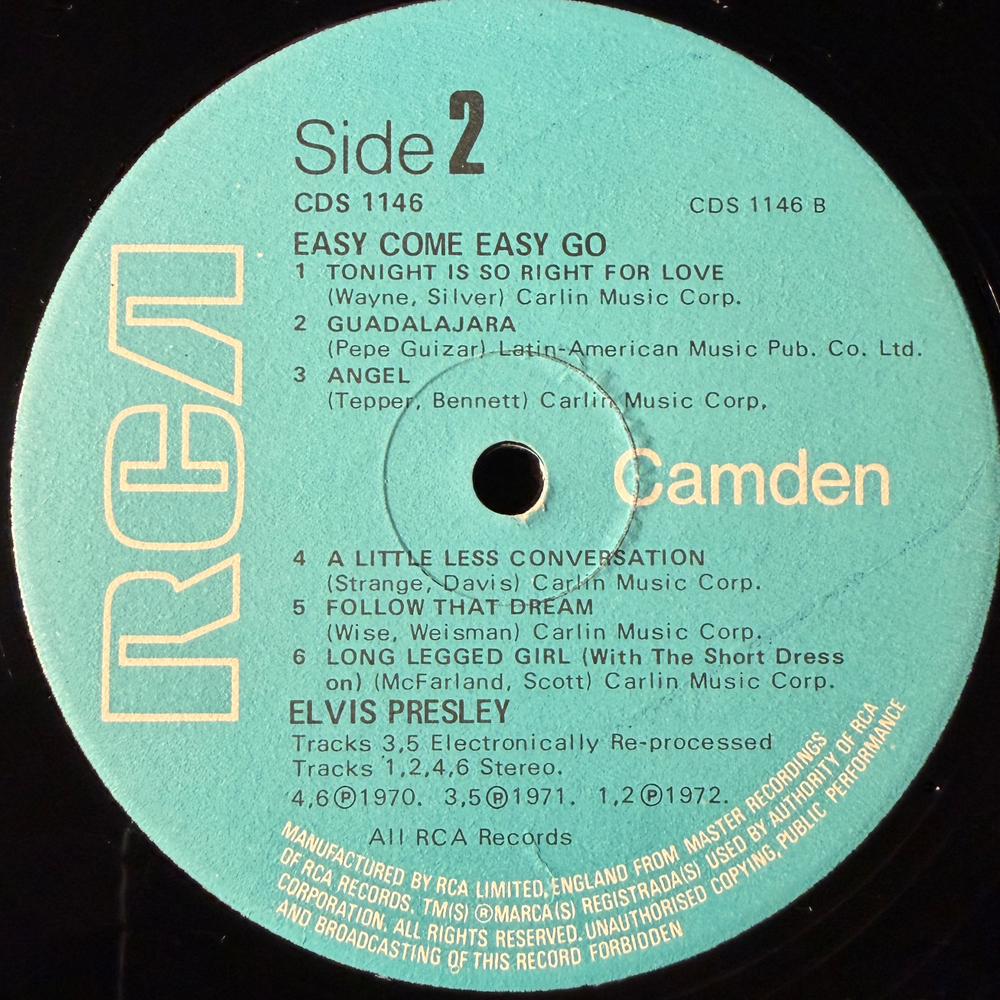 Side 2
CDS 1146
CDS 1146 B
EASY COME EASY GO
1 TONIGHT IS SO RIGHT FOR LOVE
(Wayne, Silver) Carlin Music Corp.
2 GUADALAJARA
(Pepe Guizar) Latin-American Music Pub. Co. Ltd.
3 ANGEL
(Tepper, Bennett) Carlin Music Corp,
RCA
Camden
4 A LITTLE LESS CONVERSATION
(Strange, Davis) Carlin Music Corp.
5 FOLLOW THAT DREAM
(Wise, Weisman) Carlin Music Corp.
6 LONG LEGGED GIRL (With The Short Dress
on) (McFarland, Scott) Carlin Music Corp.
ELVIS PRESLEY
Tracks 3,5 Electronically Re-processed
Tracks 1,2,4,6 Stereo.
4,6Ⓟ1970. 3,5Ⓟ1971. 1,2Ⓟ1972.
All RCA Records
MANUFACTURED BY RCA LIMITED, ENGLAND FROM MASTER RECORDINGS
OF RCA RECORDS. TM(S) ®MARCA(S) REGISTRADA(S) USED BY AUTHORITY OF RCA
CORPORATION. ALL RIGHTS RESERVED. UNAUTHORISED COPYING, PUBLIC PERFORMANCE
AND BROADCASTING OF THIS RECORD FORBIDDEN